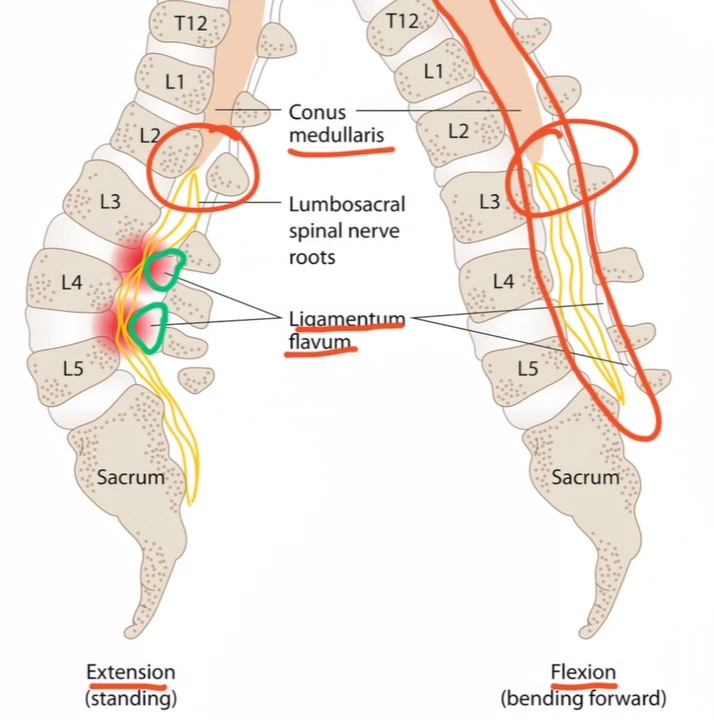 T12
L1
L2
L3
L4
L5
Sacrum
Extension
(standing)
Conus
medullaris
Lumbosacral
spinal nerve
roots
Ligamentum
flavum
T12
L1
L2
L3
L4
L5
Sacrum
Flexion
(bending forward)